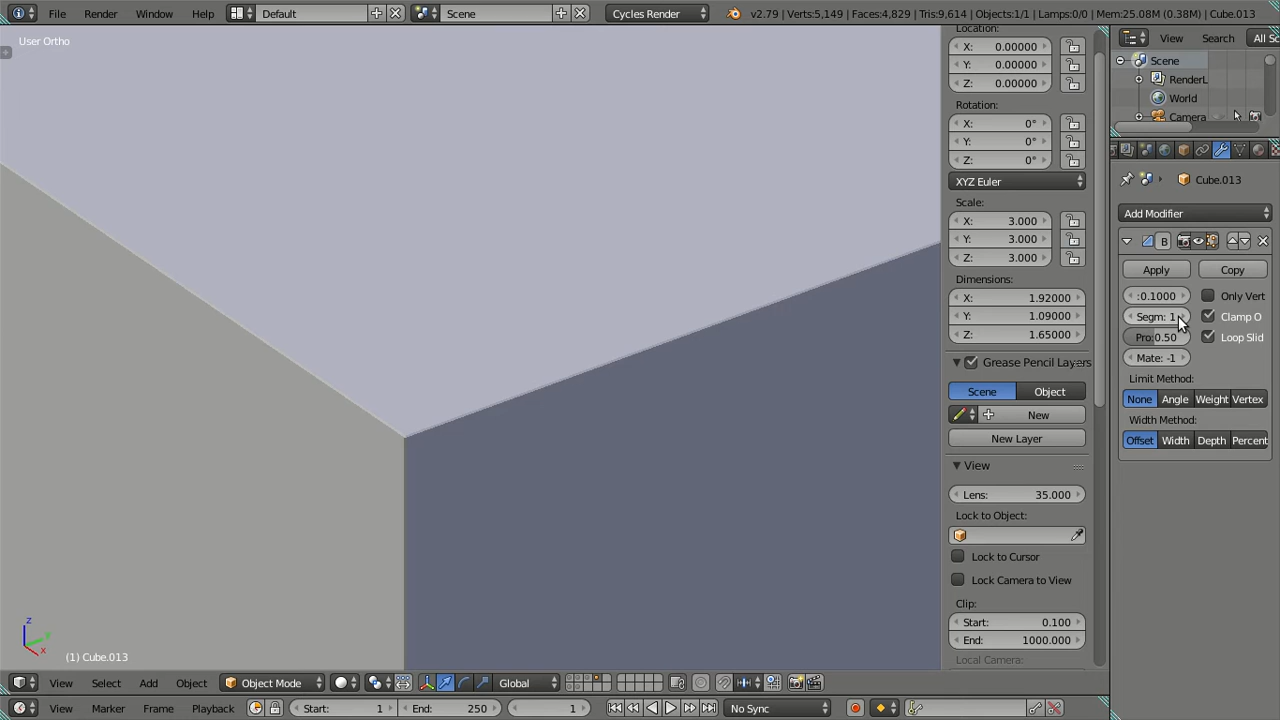 File Render Window Help Default Scene Cycles Render v2.79 | Verts:5,149 | Faces:4,829 | Tris:9,614 | Objects:1/1 | Lamps:0/0 | Mem:25.08M (0.38M) | Cube.013
User Ortho
Location:
X: 0.00000
Y: 0.00000
Z: 0.00000
Rotation:
X: 0°
Y: 0°
Z: 0°
XYZ Euler
Scale:
X: 3.000
Y: 3.000
Z: 3.000
Dimensions:
X: 1.92000
Y: 1.09000
Z: 1.65000
Grease Pencil Layers
Scene Object
New
New Layer
View
Lens: 35.000
Lock to Object:
Lock to Cursor
Lock Camera to View
Clip:
Start: 0.100
End: 1000.000
Local Camera:
View Search All Sc
Scene
RenderL
World
Camera
Cube.013
Add Modifier
B
Apply Copy
:0.1000 Only Vert
Segm: 1 Clamp O
Pro:0.50 Loop Slid
Mate: -1
Limit Method:
None Angle Weight Vertex
Width Method:
Offset Width Depth Percent
z
y
x
(1) Cube.013
View Select Add Object Object Mode Global
View Marker Frame Playback Start: 1 End: 250 1 No Sync